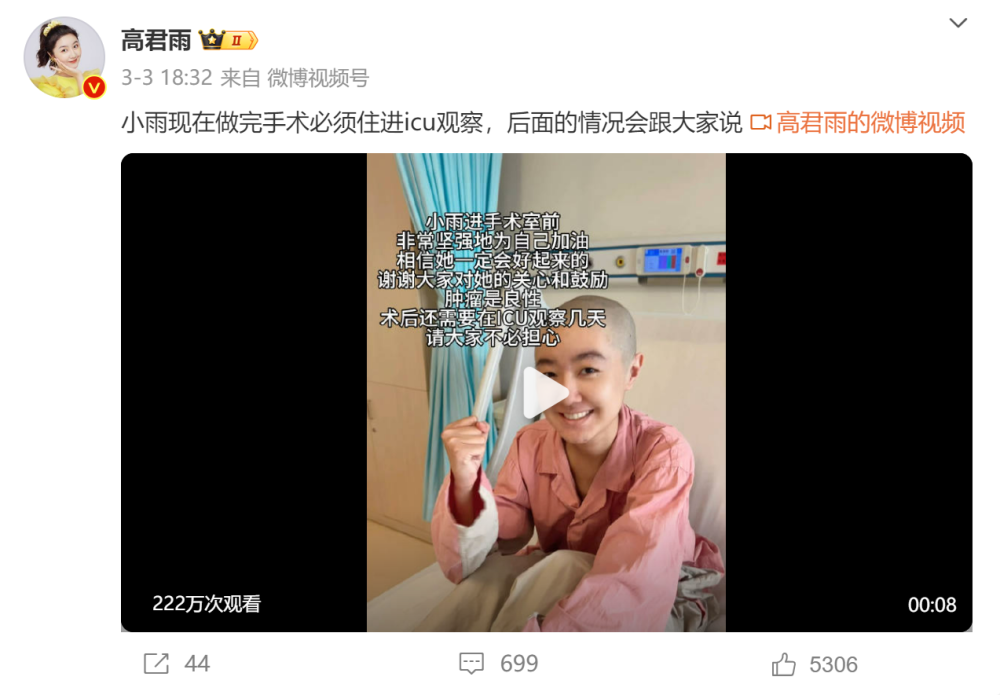 高君雨 II
3-3 18:32 来自 微博视频号
小雨现在做完手术必须住进icu观察，后面的情况会跟大家说 高君雨的微博视频
小雨进手术室前
非常坚强地为自己加油
相信她一定会好起来的
谢谢大家对她的关心和鼓励
肿瘤是良性
术后还需要在ICU观察几天
请大家不必担心
222万次观看
00:08
44
699
5306